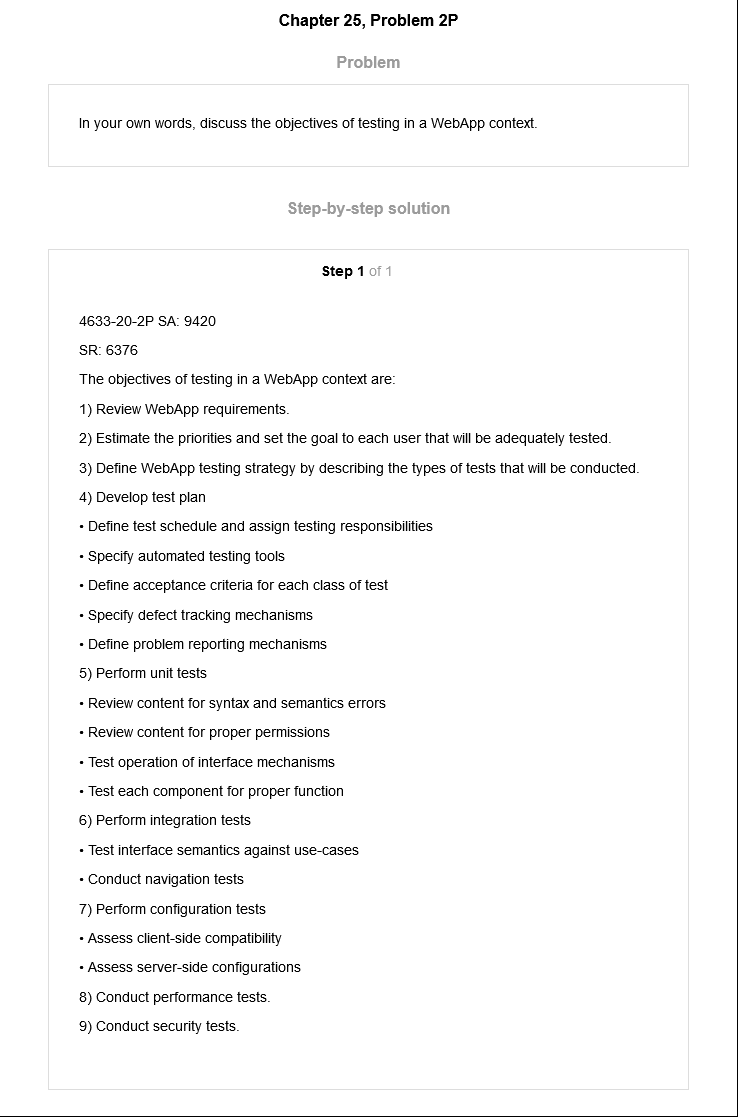 Chapter 25, Problem 2P
Problem
In your own words, discuss the objectives of testing in a WebApp context.
Step-by-step solution
Step 1 of 1
4633-20-2P SA: 9420
SR: 6376
The objectives of testing in a WebApp context are:
1) Review WebApp requirements.
2) Estimate the priorities and set the goal to each user that will be adequately tested.
3) Define WebApp testing strategy by describing the types of tests that will be conducted.
4) Develop test plan
• Define test schedule and assign testing responsibilities
• Specify automated testing tools
• Define acceptance criteria for each class of test
• Specify defect tracking mechanisms
• Define problem reporting mechanisms
5) Perform unit tests
• Review content for syntax and semantics errors
• Review content for proper permissions
• Test operation of interface mechanisms
• Test each component for proper function
6) Perform integration tests
• Test interface semantics against use-cases
• Conduct navigation tests
7) Perform configuration tests
• Assess client-side compatibility
• Assess server-side configurations
8) Conduct performance tests.
9) Conduct security tests.